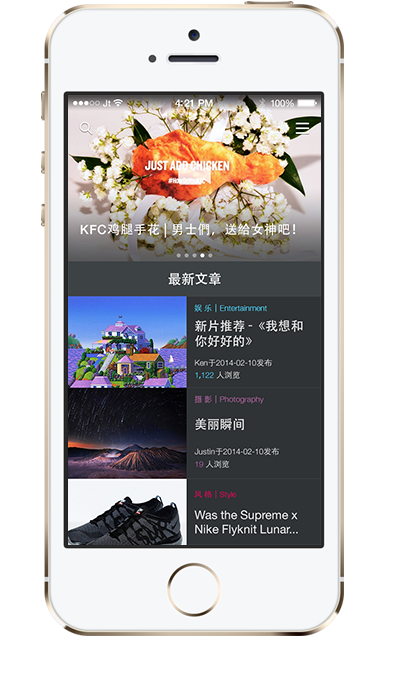 Jt
4:21 PM
100%
JUST ADD CHICKEN
KFC鸡腿手花 | 男士們，送给女神吧！
最新文章
娱乐 | Entertainment
新片推荐 -《我想和
你好好的》
Ken于2014-02-10发布
1,122 人浏览
摄影 | Photography
美丽瞬间
Justin于2014-02-10发布
19 人浏览
风格 | Style
Was the Supreme x
Nike Flyknit Lunar...